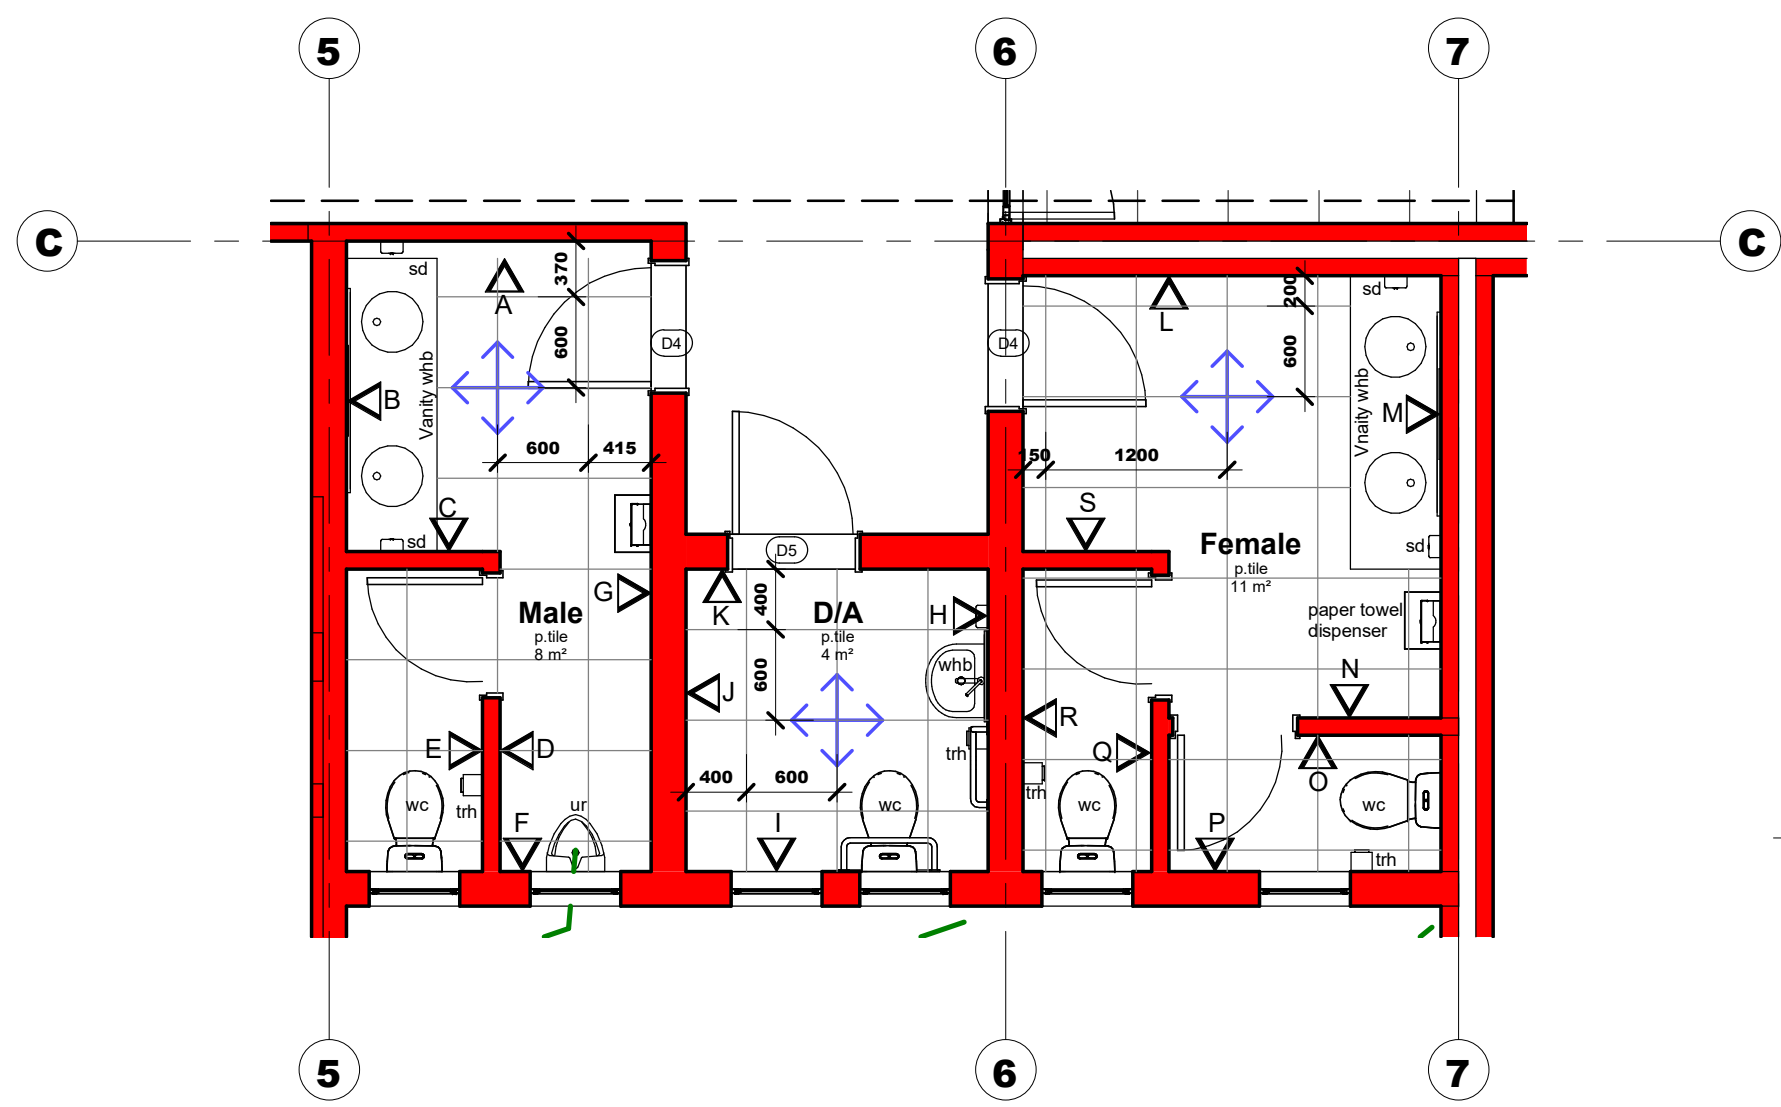 5
6
7
C
C
sd
A
370
600
D4
B
Vanity whb
600
415
C
sd
G
Male
p.tile
8 m²
E
D
wc
trh
F
ur
D5
K
400
D/A
p.tile
4 m²
H
600
J
whb
trh
400
600
I
wc
D4
L
200
600
sd
Vnaity whb
M
150
1200
S
Female
p.tile
11 m²
sd
paper towel
dispenser
N
R
Q
O
trh
wc
P
wc
trh
5
6
7